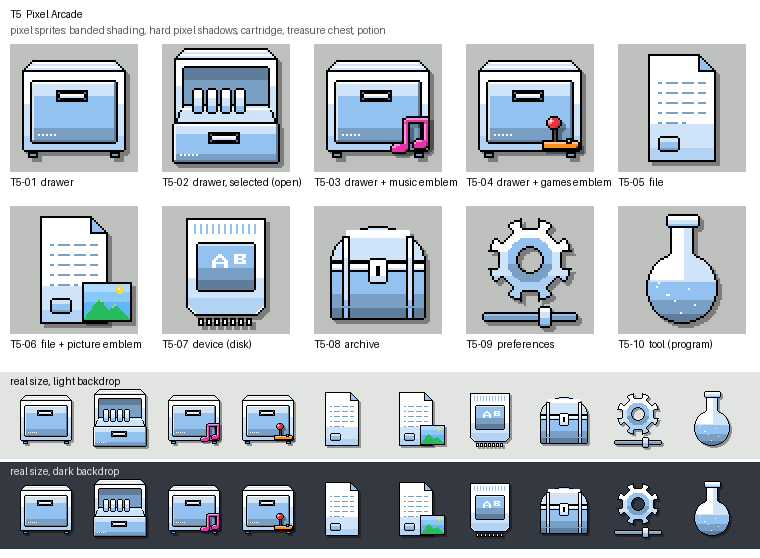 T5 Pixel Arcade
pixel sprites: banded shading, hard pixel shadows, cartridge, treasure chest, potion
T5-01 drawer
T5-02 drawer, selected (open)
T5-03 drawer + music emblem
T5-04 drawer + games emblem
T5-05 file
A B
T5-06 file + picture emblem
T5-07 device (disk)
T5-08 archive
T5-09 preferences
T5-10 tool (program)
real size, light backdrop
A B
real size, dark backdrop
A B